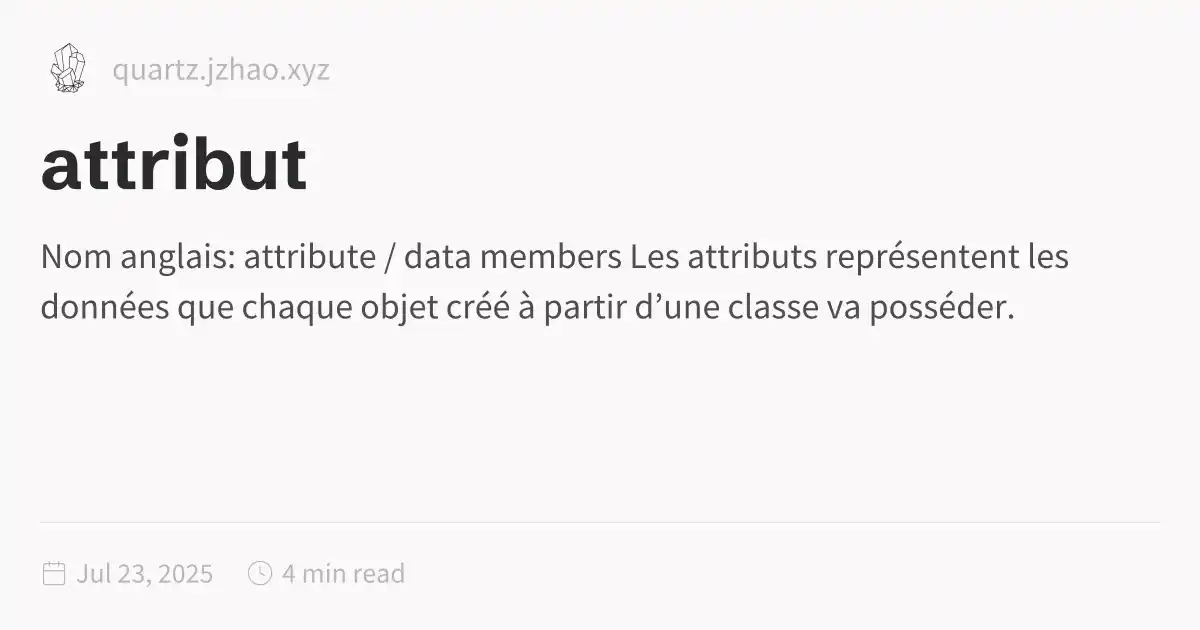 quartz.jzhao.xyz
attribut
Nom anglais: attribute / data members Les attributs représentent les
données que chaque objet créé à partir d’une classe va posséder.
Jul 23, 2025 4 min read